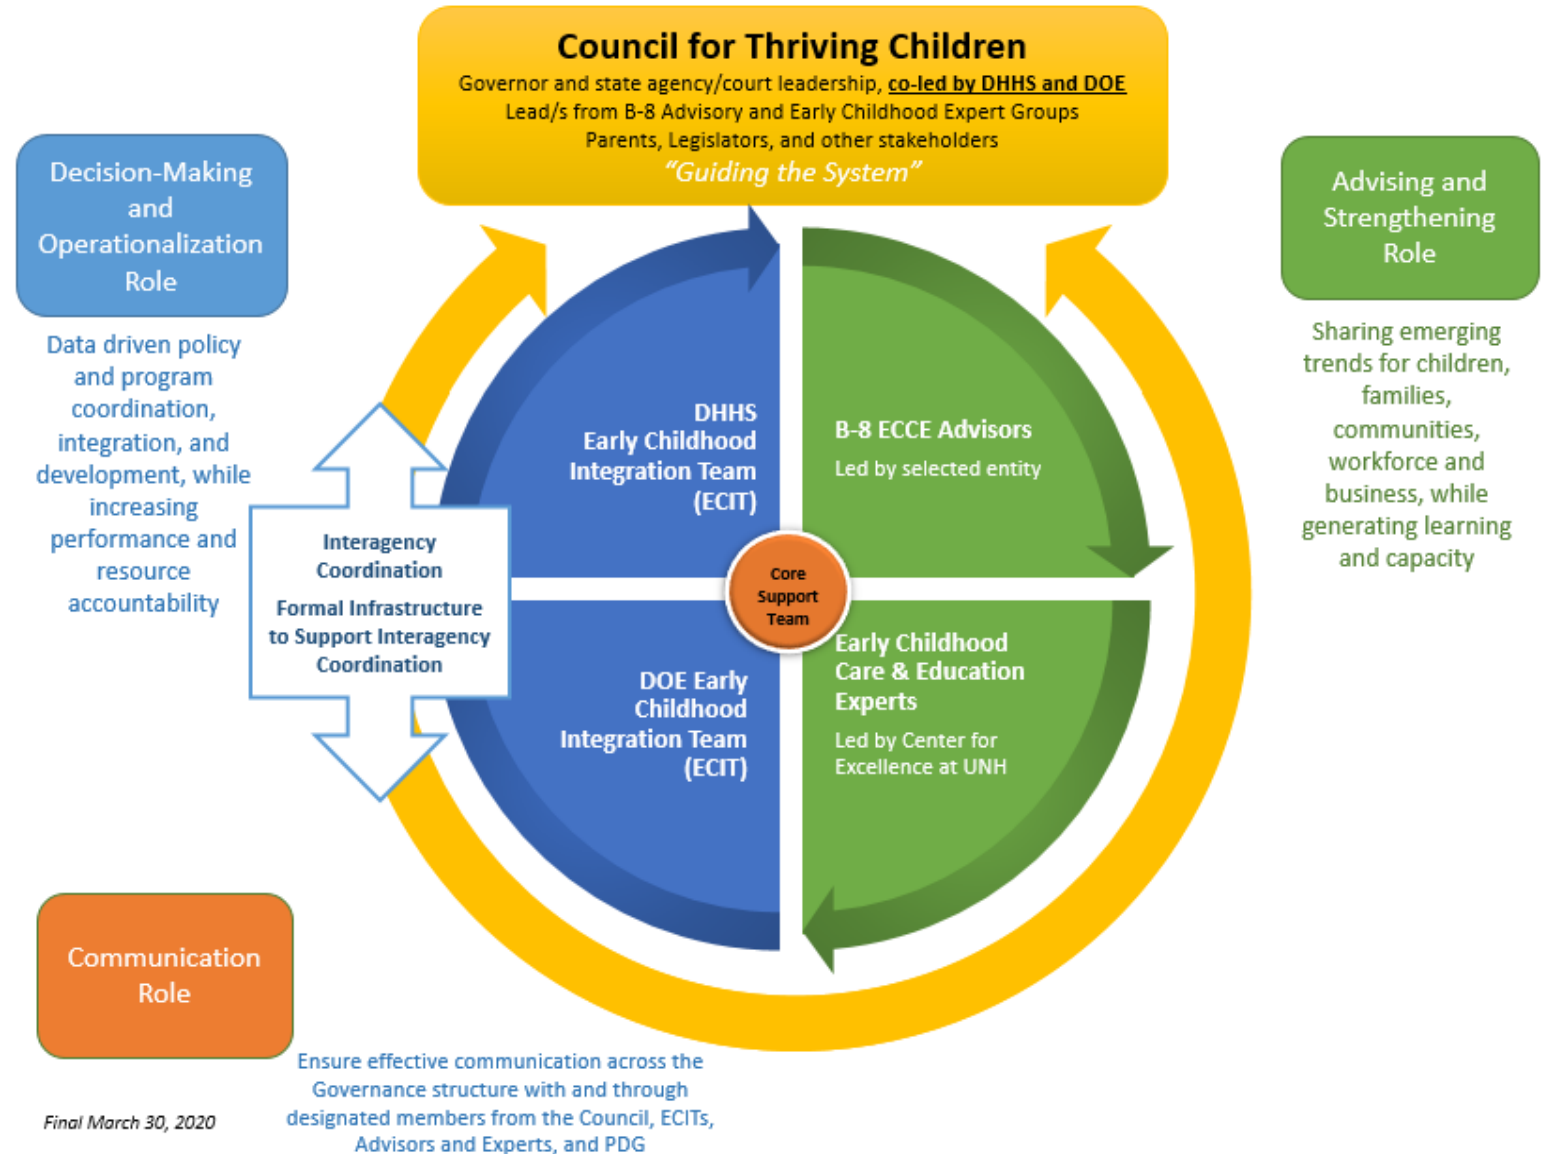 Council for Thriving Children
Governor and state agency/court leadership, co-led by DHHS and DOE
Lead/s from B-8 Advisory and Early Childhood Expert Groups
Parents, Legislators, and other stakeholders
“Guiding the System”
Decision-Making
and
Operationalization
Role
Data driven policy
and program
coordination,
integration, and
development, while
increasing
performance and
resource
accountability
Advising and
Strengthening
Role
Sharing emerging
trends for children,
families,
communities,
workforce and
business, while
generating learning
and capacity
DHHS
Early Childhood
Integration Team
(ECIT)
B-8 ECCE Advisors
Led by selected entity
Interagency
Coordination
Formal Infrastructure
to Support Interagency
Coordination
Core
Support
Team
DOE Early
Childhood
Integration Team
(ECIT)
Early Childhood
Care & Education
Experts
Led by Center for
Excellence at UNH
Communication
Role
Ensure effective communication across the
Governance structure with and through
designated members from the Council, ECITs,
Advisors and Experts, and PDG
Final March 30, 2020